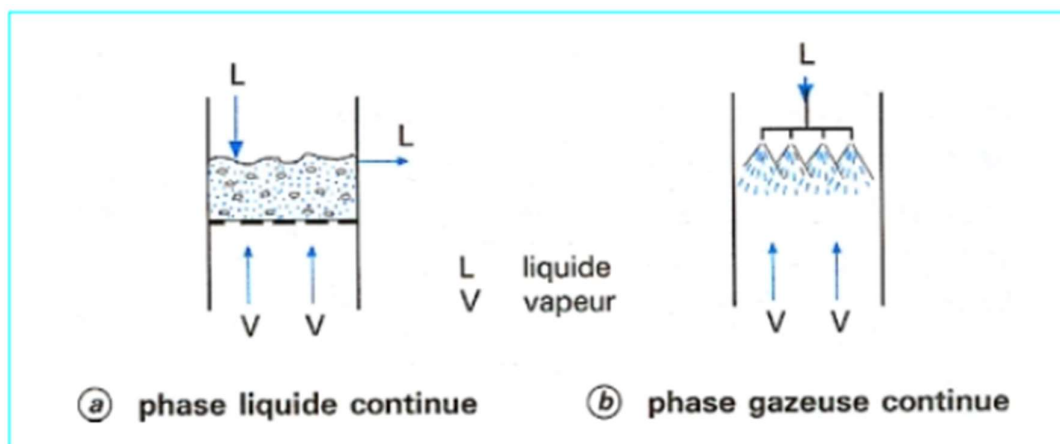 L
L
V V
L liquide
V vapeur
L
V V
a phase liquide continue
b phase gazeuse continue